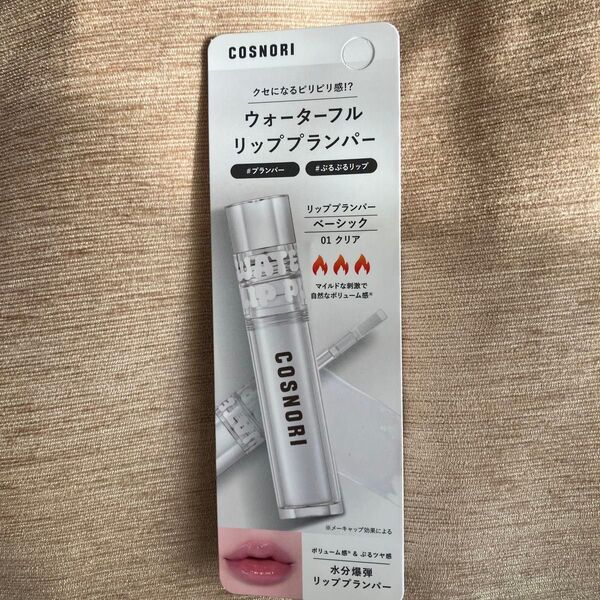 COSNORI
クセになるピリピリ感!?
ウォーターフル
リッププランパー
#プランパー
#ぷるぷるリップ
リッププランパー
ベーシック
01 クリア
マイルドな刺激で
自然なボリューム感※
COSNORI
※メーキャップ効果による
ボリューム感※ & ぷるツヤ感
水分爆弾
リッププランパー